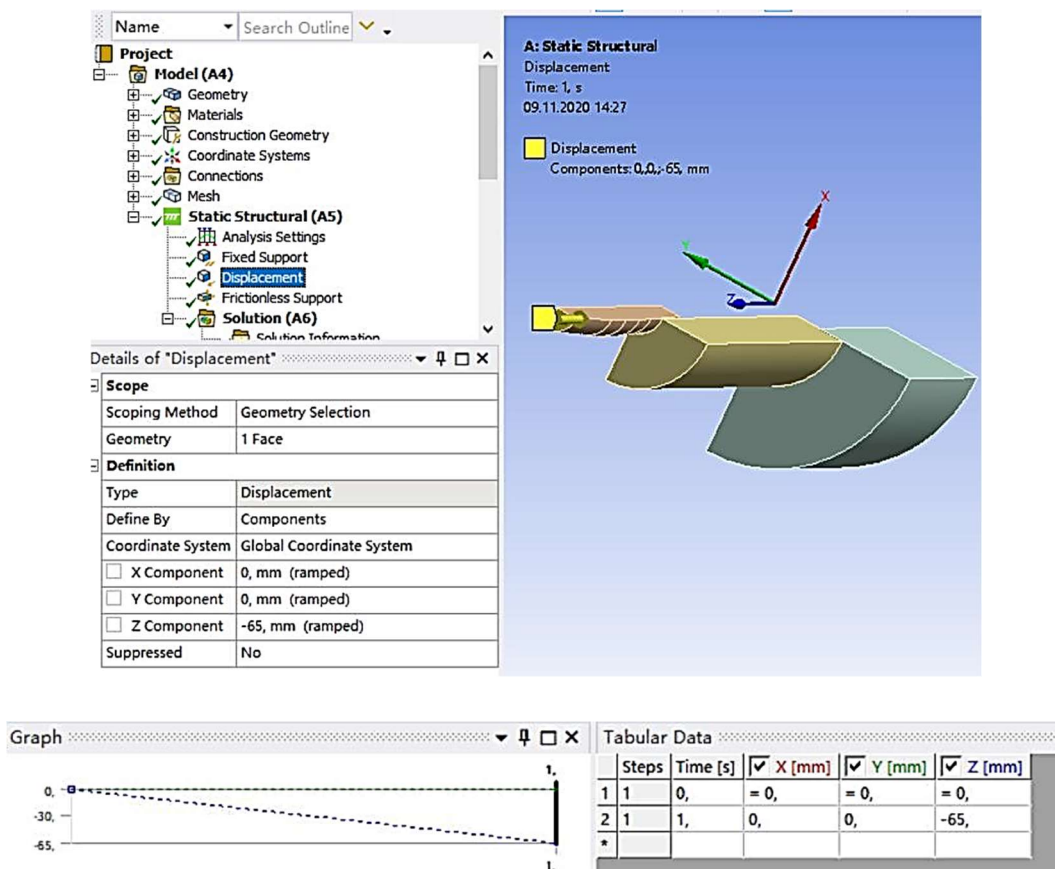 Name
Search Outline
Project
Model (A4)
Geometry
Materials
Construction Geometry
Coordinate Systems
Connections
Mesh
Static Structural (A5)
Analysis Settings
Fixed Support
Displacement
Frictionless Support
Solution (A6)
Solution Information
A: Static Structural
Displacement
Time: 1, s
09.11.2020 14:27
Displacement
Components: 0,,0,;-65, mm
X
Y
Z
Details of "Displacement"
Scope
Scoping Method Geometry Selection
Geometry 1 Face
Definition
Type Displacement
Define By Components
Coordinate System Global Coordinate System
X Component 0, mm (ramped)
Y Component 0, mm (ramped)
Z Component -65, mm (ramped)
Suppressed No
Graph
1,
0,
-30,
-65,
1,
Tabular Data
Steps Time [s] X [mm] Y [mm] Z [mm]
1 1 0, = 0, = 0, = 0,
2 1 1, 0, 0, -65,
*